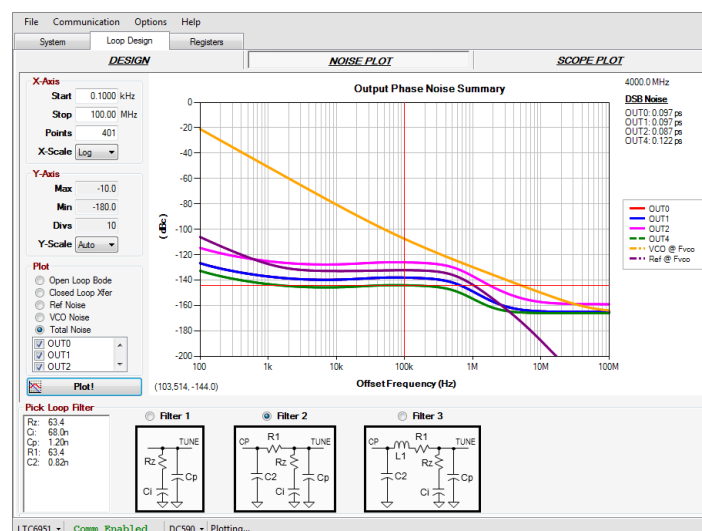 File Communication Options Help
System Loop Design Registers
DESIGN NOISE PLOT SCOPE PLOT
X-Axis
Start 0.1000 kHz
Stop 100.00 MHz
Points 401
X-Scale Log
Y-Axis
Max -10.0
Min -180.0
Divs 10
Y-Scale Auto
Plot
Open Loop Bode
Closed Loop Xfer
Ref Noise
VCO Noise
Total Noise
OUT0
OUT1
OUT2
Plot!
Output Phase Noise Summary
(dBc)
0
-20
-40
-60
-80
-100
-120
-140
-160
-180
-200
100 1k 10k 100k 1M 10M 100M
Offset Frequency (Hz)
(103,514, -144.0)
4000.0 MHz
DSB Noise
OUT0: 0.097 ps
OUT1: 0.097 ps
OUT2: 0.087 ps
OUT4: 0.122 ps
OUT0
OUT1
OUT2
OUT4
VCO @ Fvco
Ref @ Fvco
Pick Loop Filter
Rz: 63.4
Ci: 68.0n
Cp: 1.20n
R1: 63.4
C2: 0.82n
Filter 1
TUNE
Rz
Cp
Ci
Filter 2
CP R1 TUNE
C2 Rz Cp
Ci
Filter 3
CP R1 TUNE
L1
C2 Rz Cp
Ci
LTC6951 Comm Enabled DC590 Plotting...